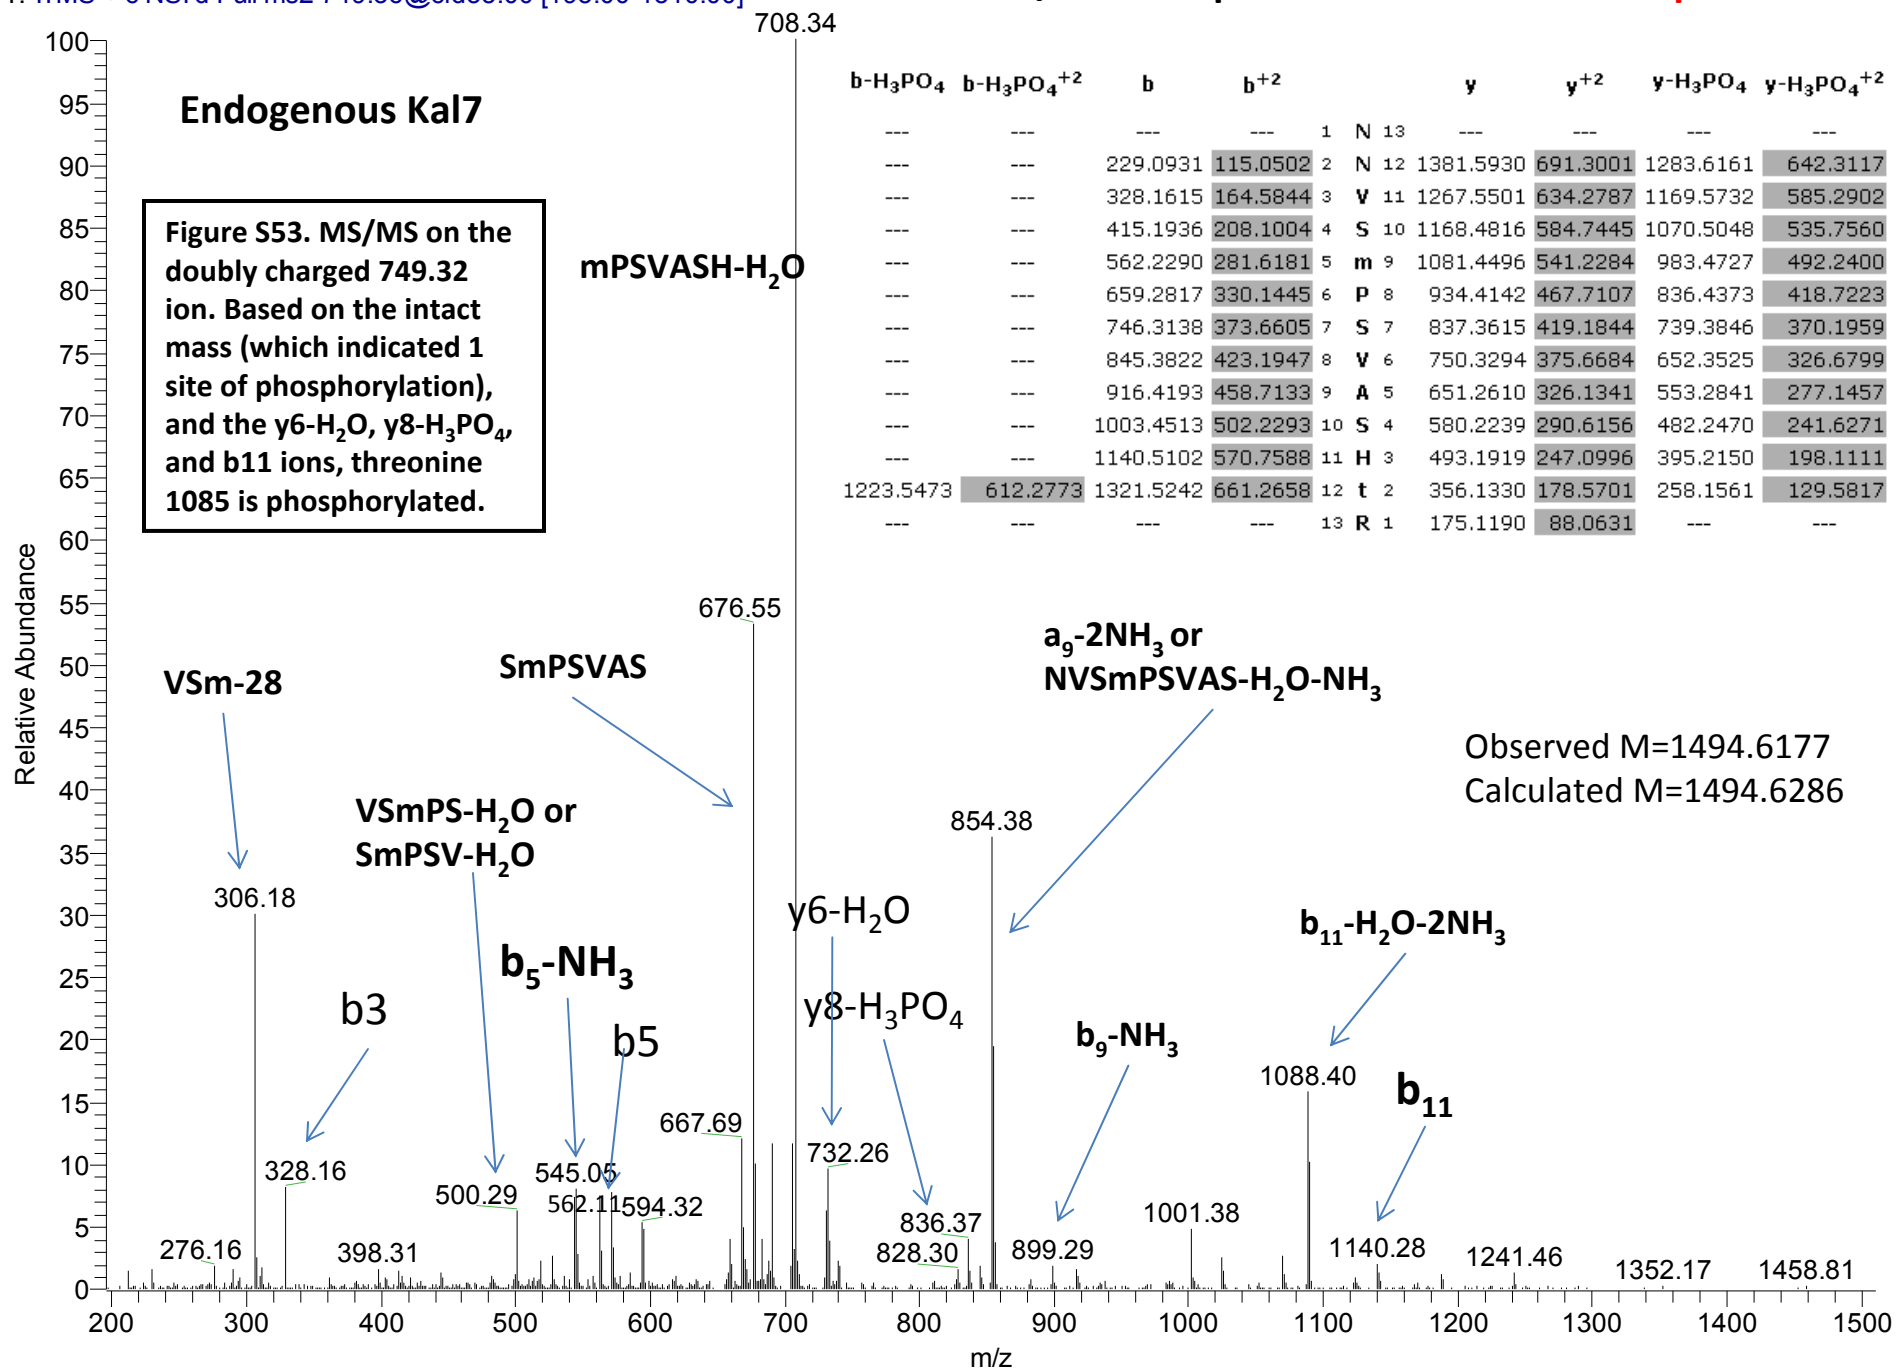 708.34
Endogenous Kal7
Figure S53. MS/MS on the
doubly charged 749.32
ion. Based on the intact
mass (which indicated 1
site of phosphorylation),
and the y6-H₂O, y8-H₃PO₄,
and b11 ions, threonine
1085 is phosphorylated.
b-H₃PO₄ b-H₃PO₄⁺² b b⁺² y y⁺² y-H₃PO₄ y-H₃PO₄⁺²
--- --- --- --- 1 N 13 --- --- --- ---
--- --- 229.0931 115.0502 2 N 12 1381.5930 691.3001 1283.6161 642.3117
--- --- 328.1615 164.5844 3 V 11 1267.5501 634.2787 1169.5732 585.2902
--- --- 415.1936 208.1004 4 S 10 1168.4816 584.7445 1070.5048 535.7560
--- --- 562.2290 281.6181 5 m 9 1081.4496 541.2284 983.4727 492.2400
--- --- 659.2817 330.1445 6 P 8 934.4142 467.7107 836.4373 418.7223
--- --- 746.3138 373.6605 7 S 7 837.3615 419.1844 739.3846 370.1959
--- --- 845.3822 423.1947 8 V 6 750.3294 375.6684 652.3525 326.6799
--- --- 916.4193 458.7133 9 A 5 651.2610 326.1341 553.2841 277.1457
--- --- 1003.4513 502.2293 10 S 4 580.2239 290.6156 482.2470 241.6271
--- --- 1140.5102 570.7588 11 H 3 493.1919 247.0996 395.2150 198.1111
1223.5473 612.2773 1321.5242 661.2658 12 t 2 356.1330 178.5701 258.1561 129.5817
--- --- --- --- 13 R 1 175.1190 88.0631 --- ---
mPSVASH-H₂O
676.55
VSm-28
SmPSVAS
a₉-2NH₃ or
NVSmPSVAS-H₂O-NH₃
Observed M=1494.6177
Calculated M=1494.6286
VSmPS-H₂O or
SmPSV-H₂O
854.38
306.18
y6-H₂O
b₁₁-H₂O-2NH₃
b₅-NH₃
b3
y8-H₃PO₄
b5
b₉-NH₃
1088.40
b₁₁
667.69
732.26
328.16
545.05
500.29
562.11
594.32
836.37
1001.38
276.16
398.31
828.30
899.29
1140.28
1241.46
1352.17
1458.81
Relative Abundance
100
95
90
85
80
75
70
65
60
55
50
45
40
35
30
25
20
15
10
5
0
200 300 400 500 600 700 800 900 1000 1100 1200 1300 1400 1500
m/z